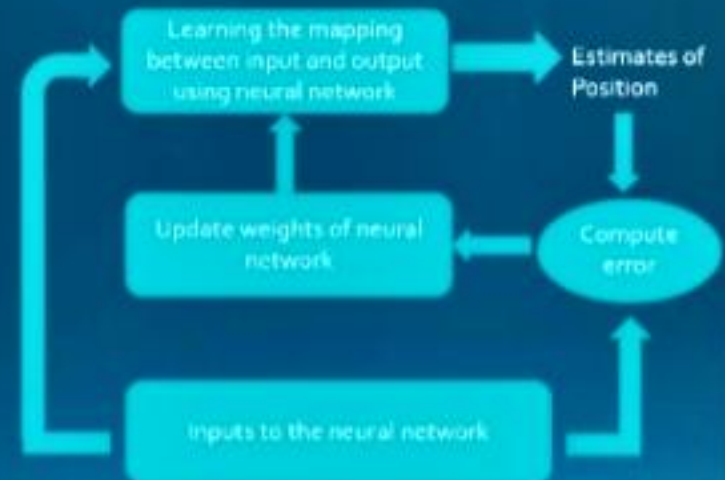 Learning the mapping
between input and output
using neural network
Estimates of
Position
Update weights of neural
network
Compute
error
Inputs to the neural network